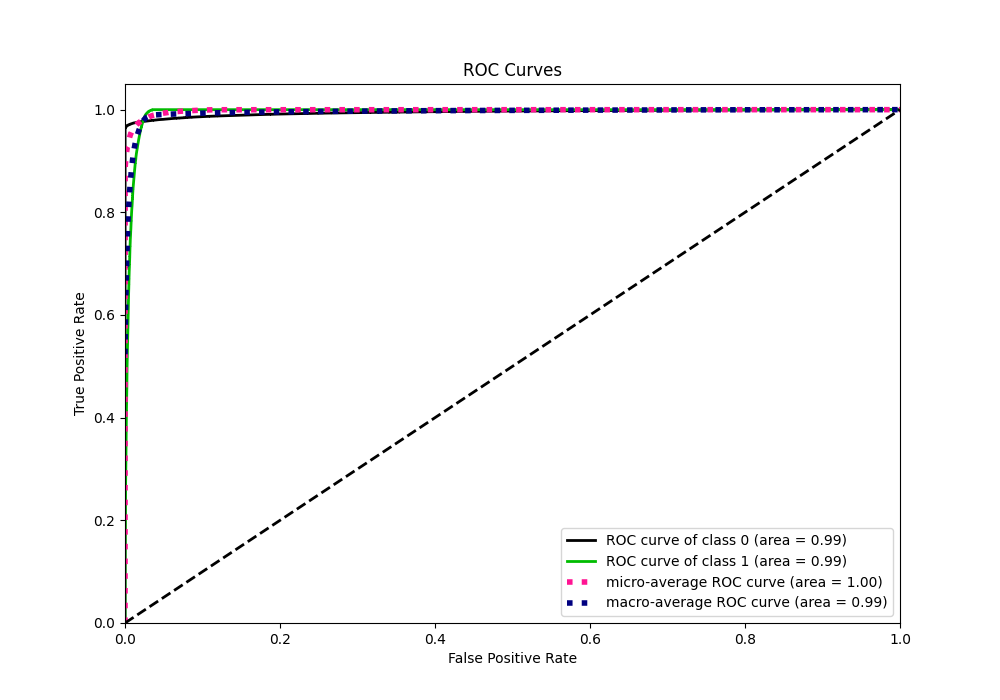 ROC Curves
True Positive Rate
1.0
0.8
0.6
0.4
0.2
0.0
0.0 0.2 0.4 0.6 0.8 1.0
False Positive Rate
ROC curve of class 0 (area = 0.99)
ROC curve of class 1 (area = 0.99)
micro-average ROC curve (area = 1.00)
macro-average ROC curve (area = 0.99)